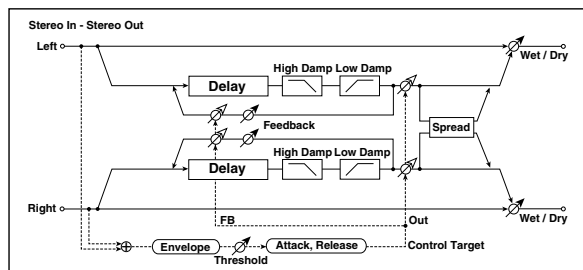 Stereo In - Stereo Out
Left
Wet / Dry
High Damp Low Damp
Delay
Feedback
Spread
High Damp Low Damp
Delay
Right
FB
Out
Wet / Dry
Envelope
Attack, Release
Control Target
Threshold